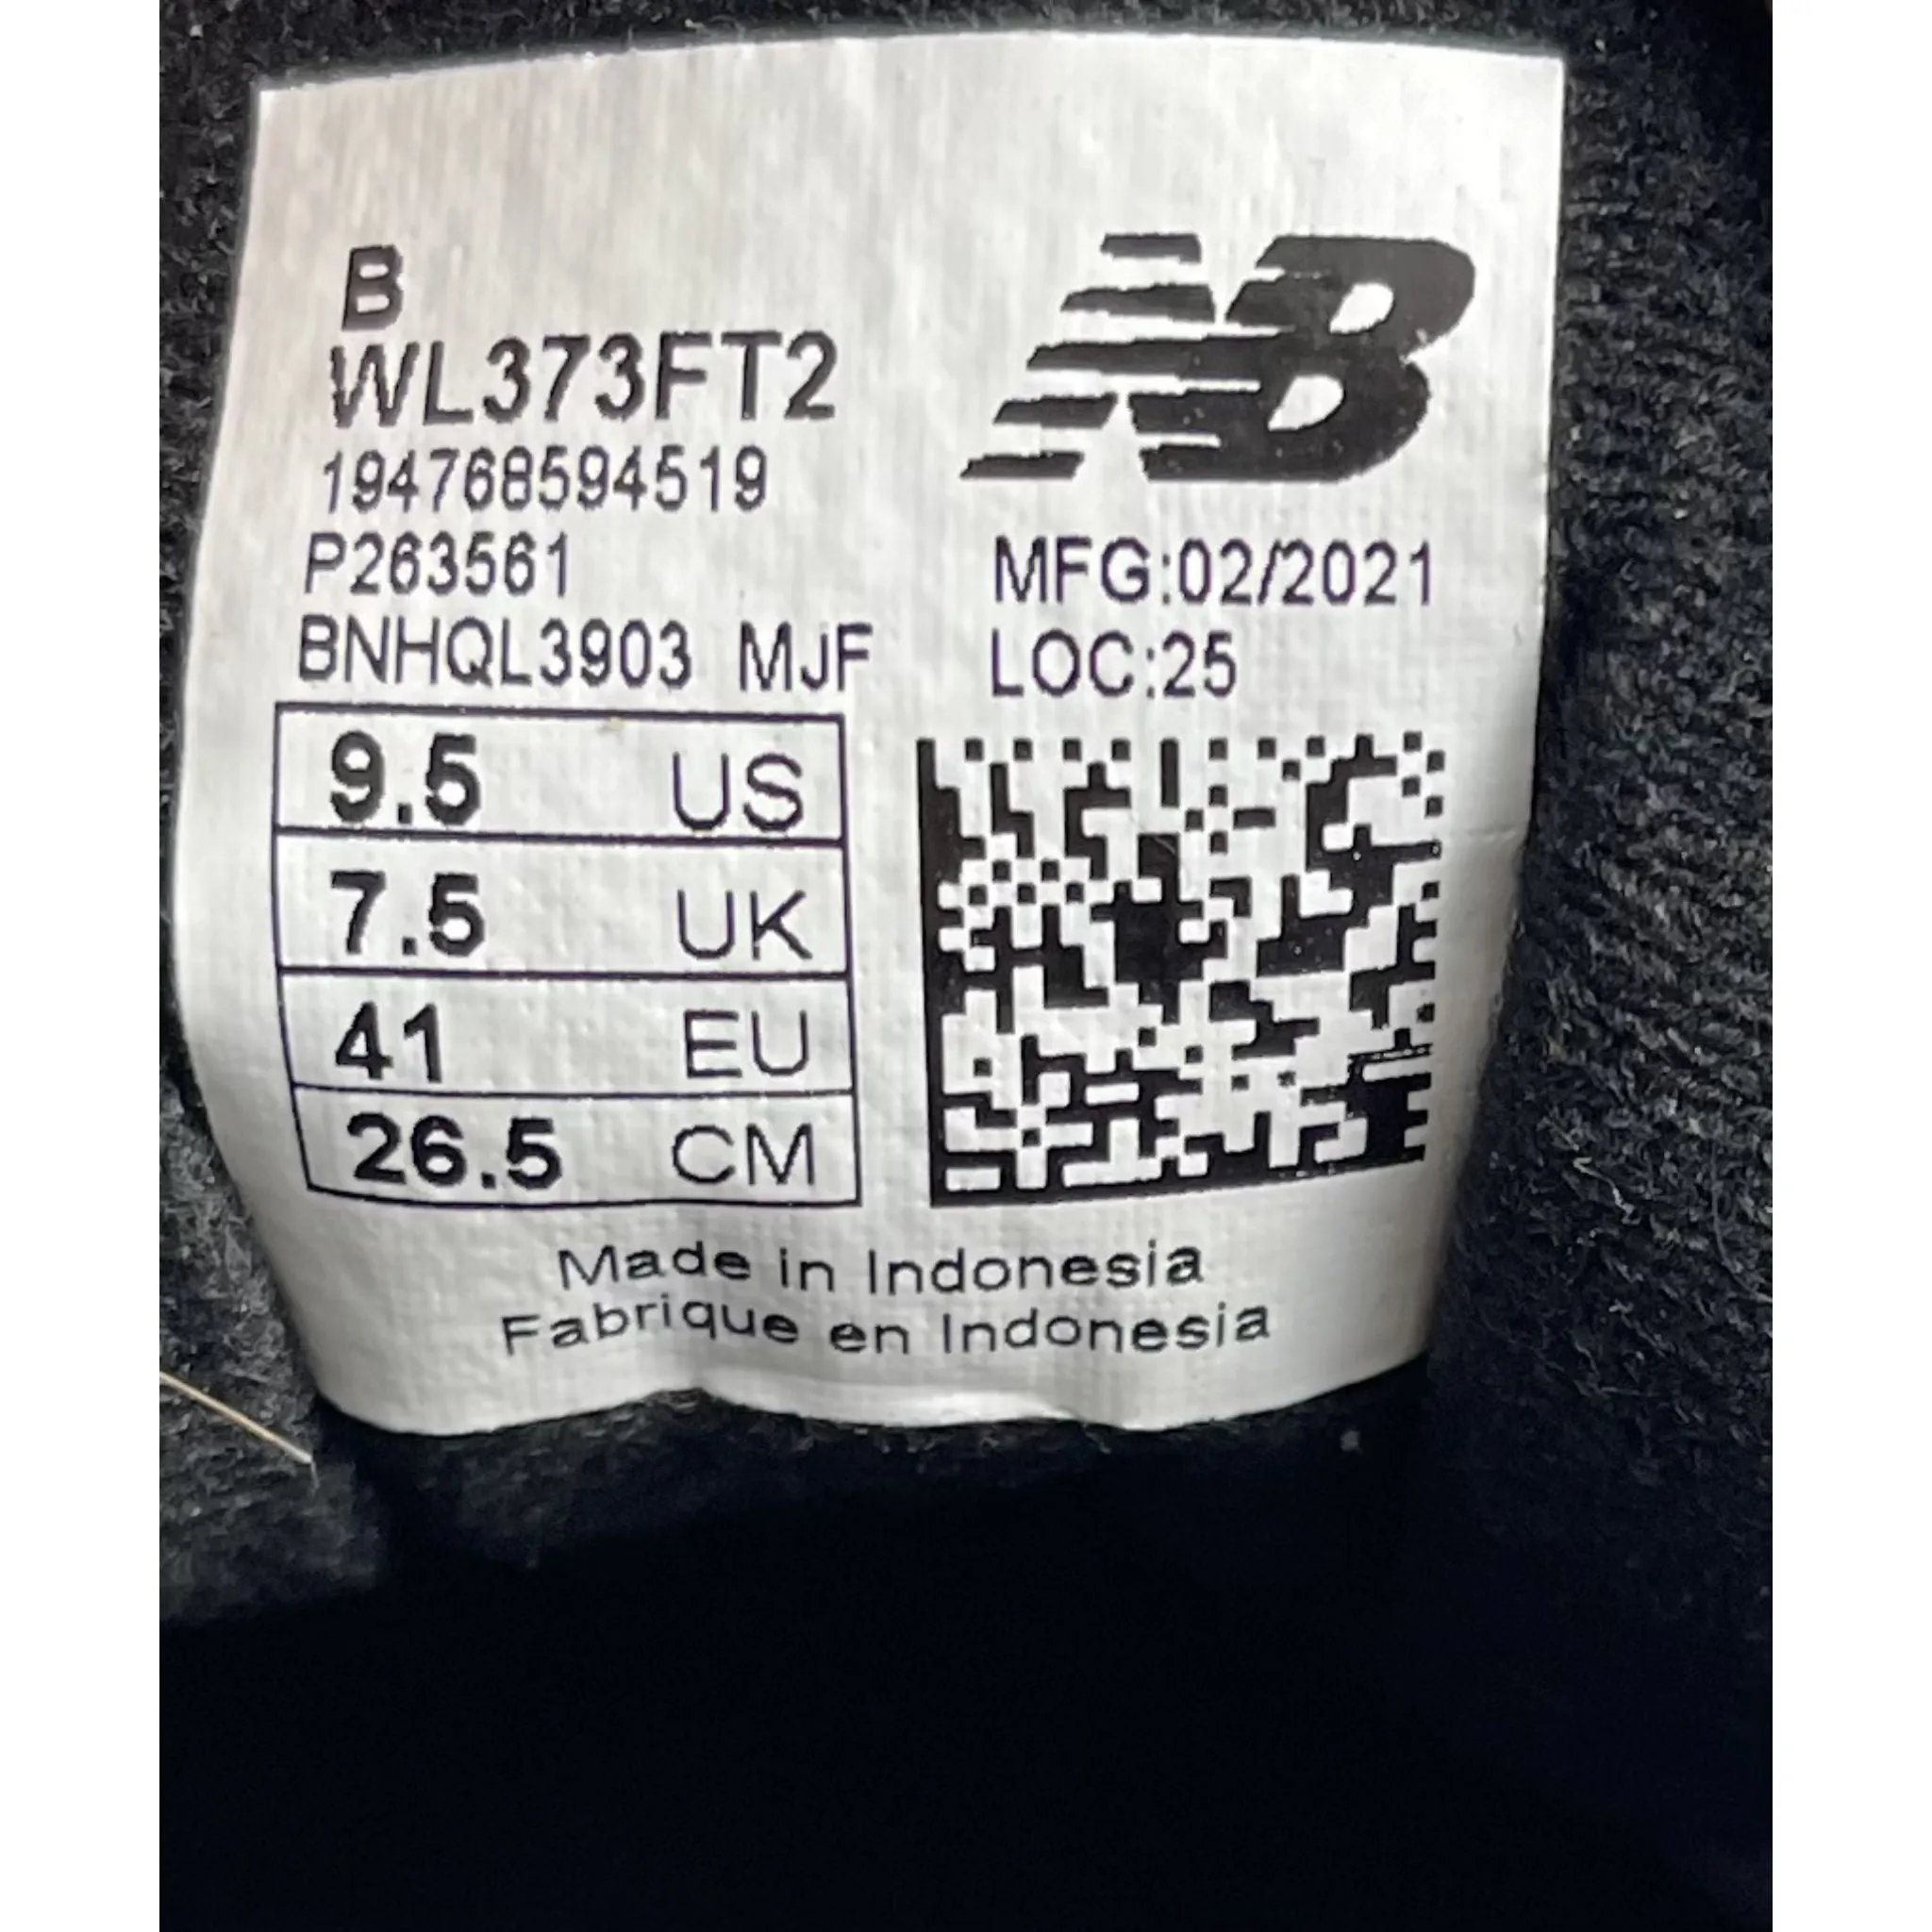 B
WL373FT2
194768594519
P263561
BNHQL3903 MJF
NB
MFG:02/2021
LOC:25
9.5 US
7.5 UK
41 EU
26.5 CM
Made in Indonesia
Fabrique en Indonesia